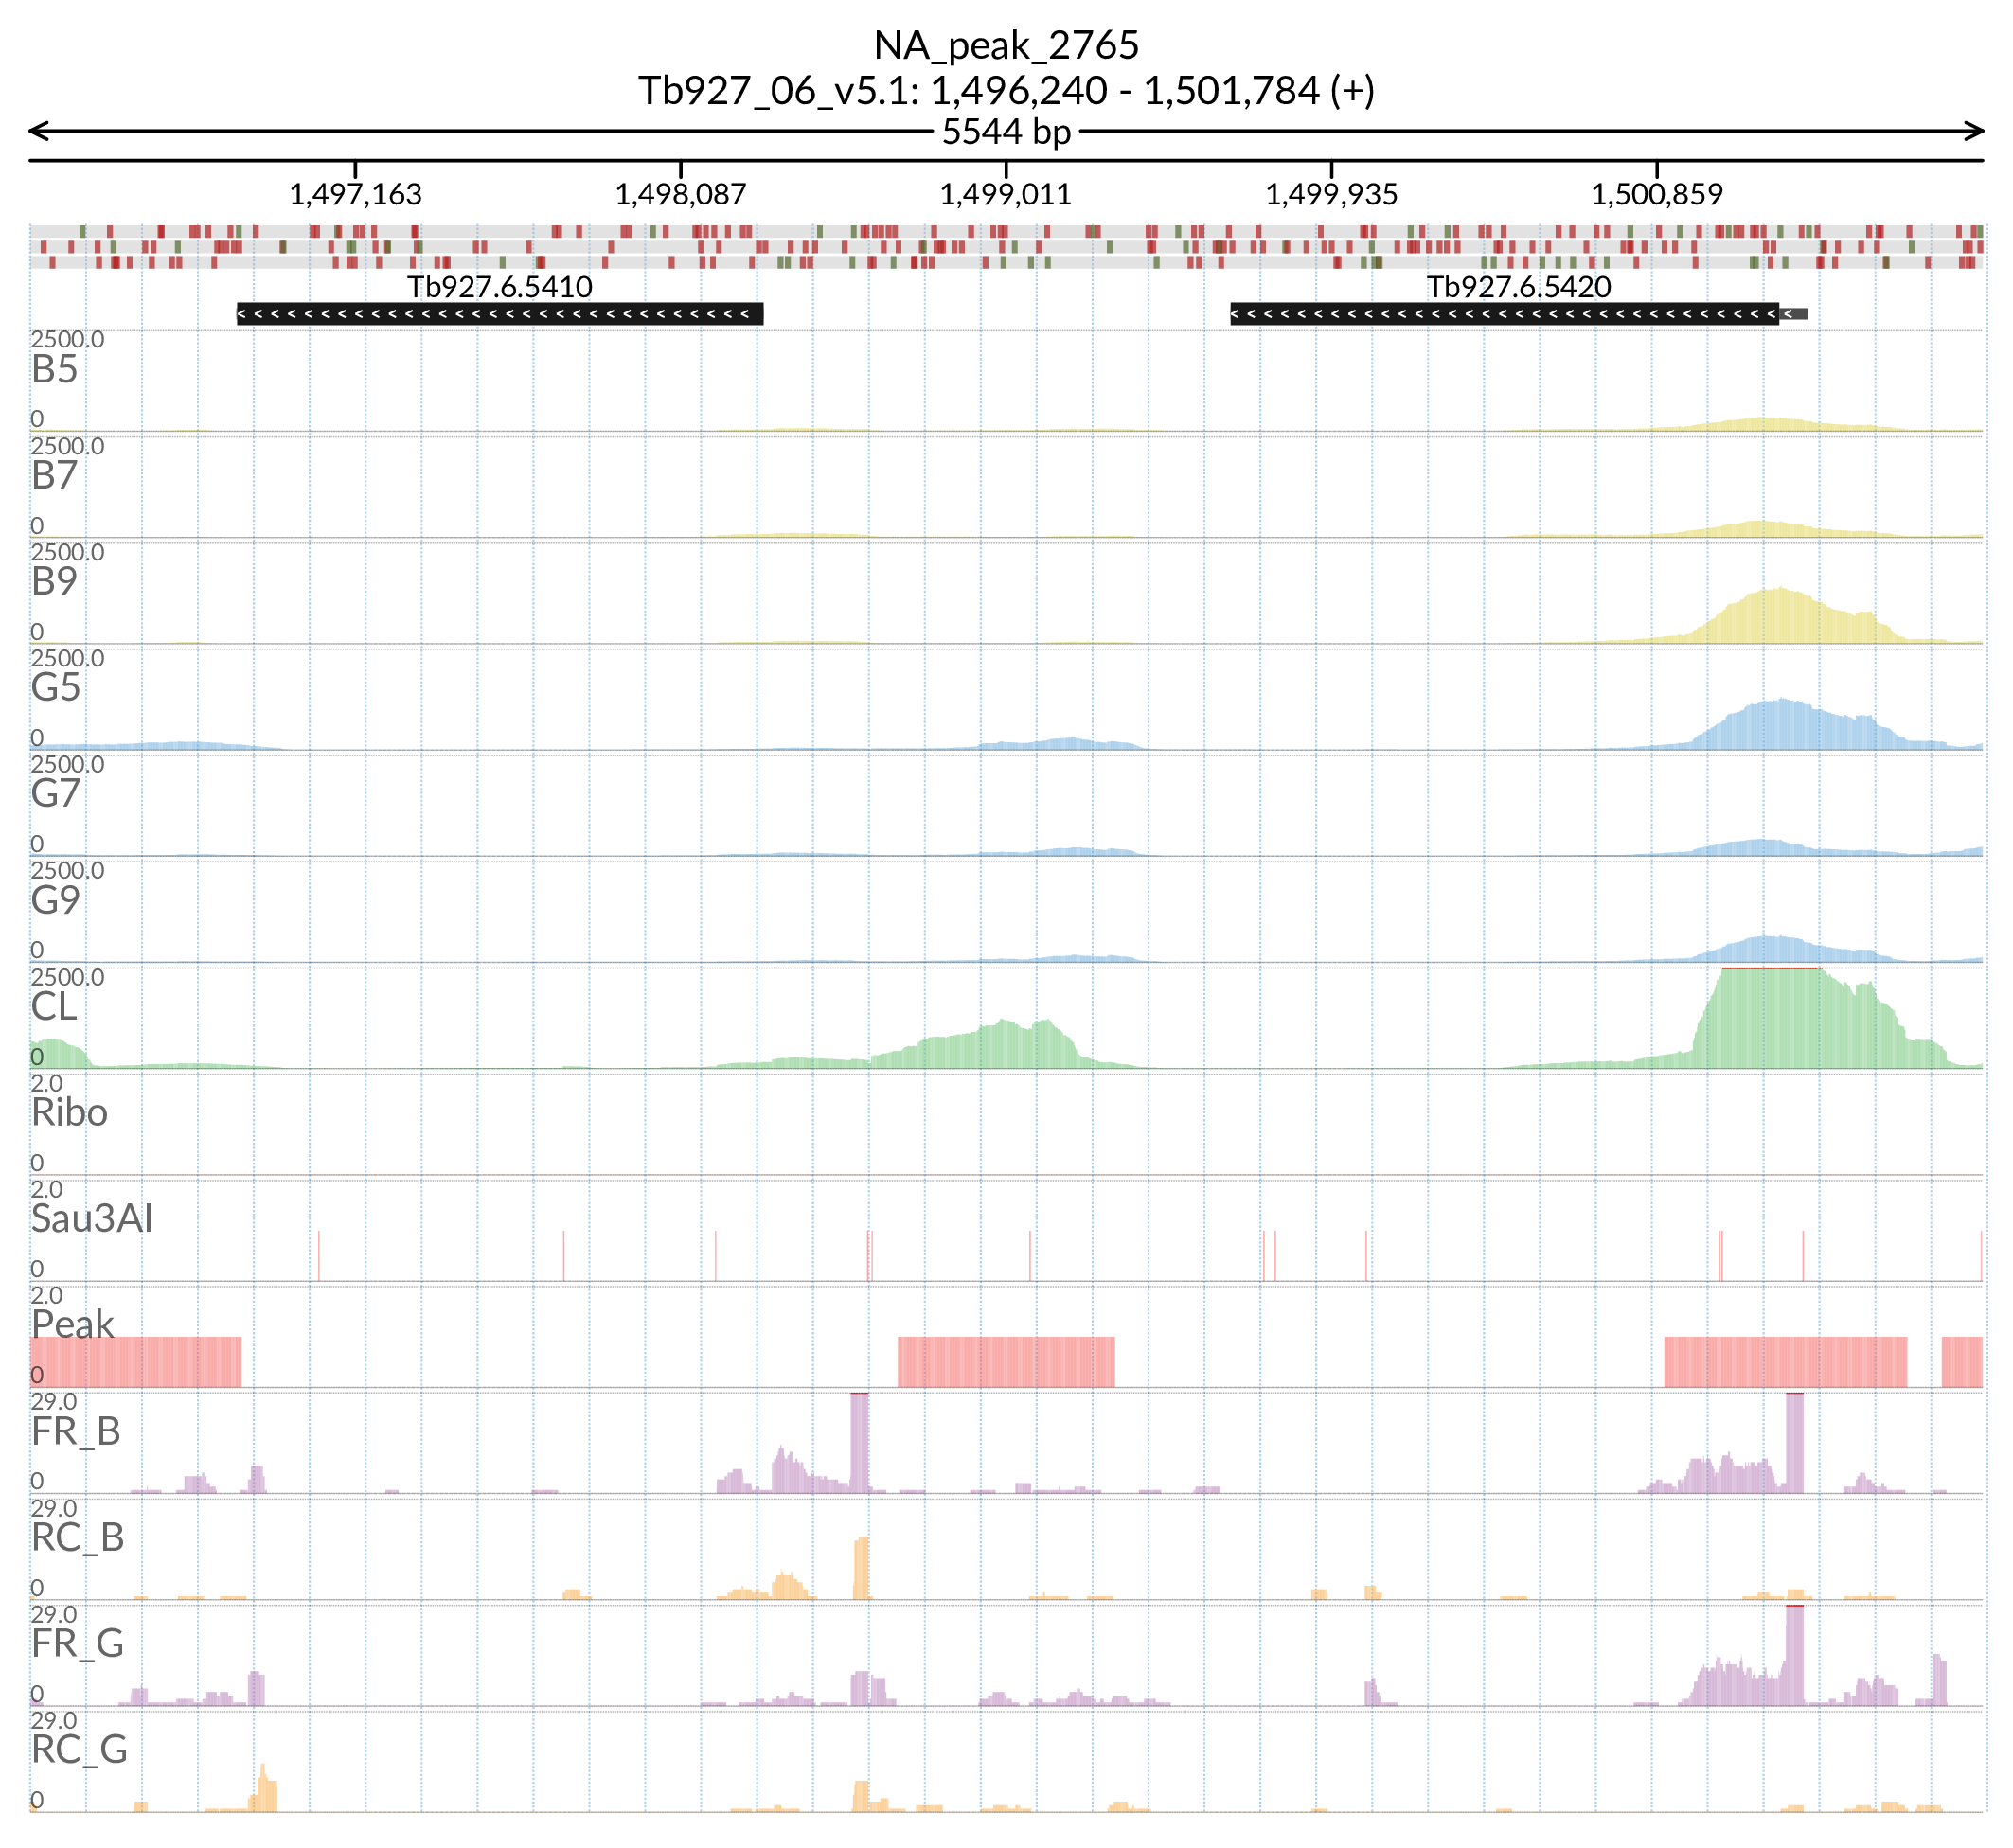 NA_peak_2765
Tb927_06_v5.1: 1,496,240 - 1,501,784 (+)
5544 bp
1,497,163 1,498,087 1,499,011 1,499,935 1,500,859
Tb927.6.5410 Tb927.6.5420
2500.0
B5
0
2500.0
B7
0
2500.0
B9
0
2500.0
G5
0
2500.0
G7
0
2500.0
G9
0
2500.0
CL
0
2.0
Ribo
0
2.0
Sau3AI
0
2.0
Peak
0
29.0
FR_B
0
29.0
RC_B
0
29.0
FR_G
0
29.0
RC_G
0